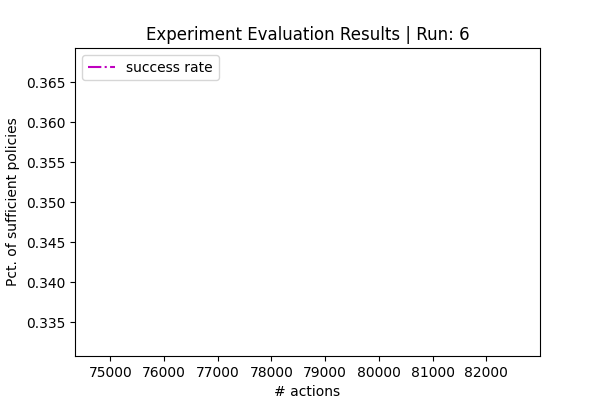 Experiment Evaluation Results | Run: 6
success rate
Pct. of sufficient policies
0.365
0.360
0.355
0.350
0.345
0.340
0.335
75000 76000 77000 78000 79000 80000 81000 82000
# actions